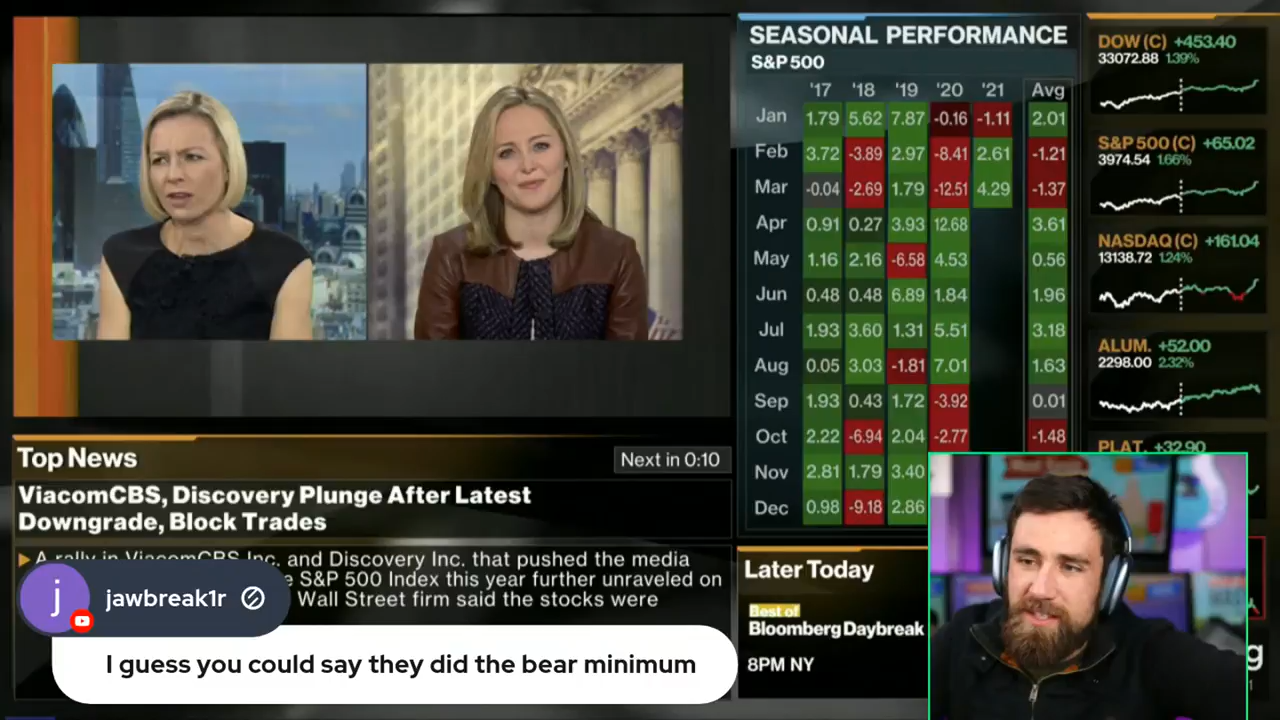 SEASONAL PERFORMANCE
S&P 500
'17 '18 '19 '20 '21 Avg
Jan 1.79 5.62 7.87 -0.16 -1.11 2.01
Feb 3.72 -3.89 2.97 -8.41 2.61 -1.21
Mar -0.04 -2.69 1.79 -12.51 4.29 -1.37
Apr 0.91 0.27 3.93 12.68 3.61
May 1.16 2.16 -6.58 4.53 0.56
Jun 0.48 0.48 6.89 1.84 1.96
Jul 1.93 3.60 1.31 5.51 3.18
Aug 0.05 3.03 -1.81 7.01 1.63
Sep 1.93 0.43 1.72 -3.92 0.01
Oct 2.22 -6.94 2.04 -2.77 -1.48
Nov 2.81 1.79 3.40
Dec 0.98 -9.18 2.86
DOW (C) +453.40
33072.88 1.39%
S&P 500 (C) +65.02
3974.54 1.66%
NASDAQ (C) +161.04
13138.72 1.24%
ALUM. +52.00
2298.00 2.32%
PLAT. +32.90
Top News
Next in 0:10
ViacomCBS, Discovery Plunge After Latest
Downgrade, Block Trades
A rally in ViacomCBS Inc. and Discovery Inc. that pushed the media
S&P 500 Index this year further unraveled on
Wall Street firm said the stocks were
j jawbreak1r
I guess you could say they did the bear minimum
Later Today
Best of
Bloomberg Daybreak
8PM NY